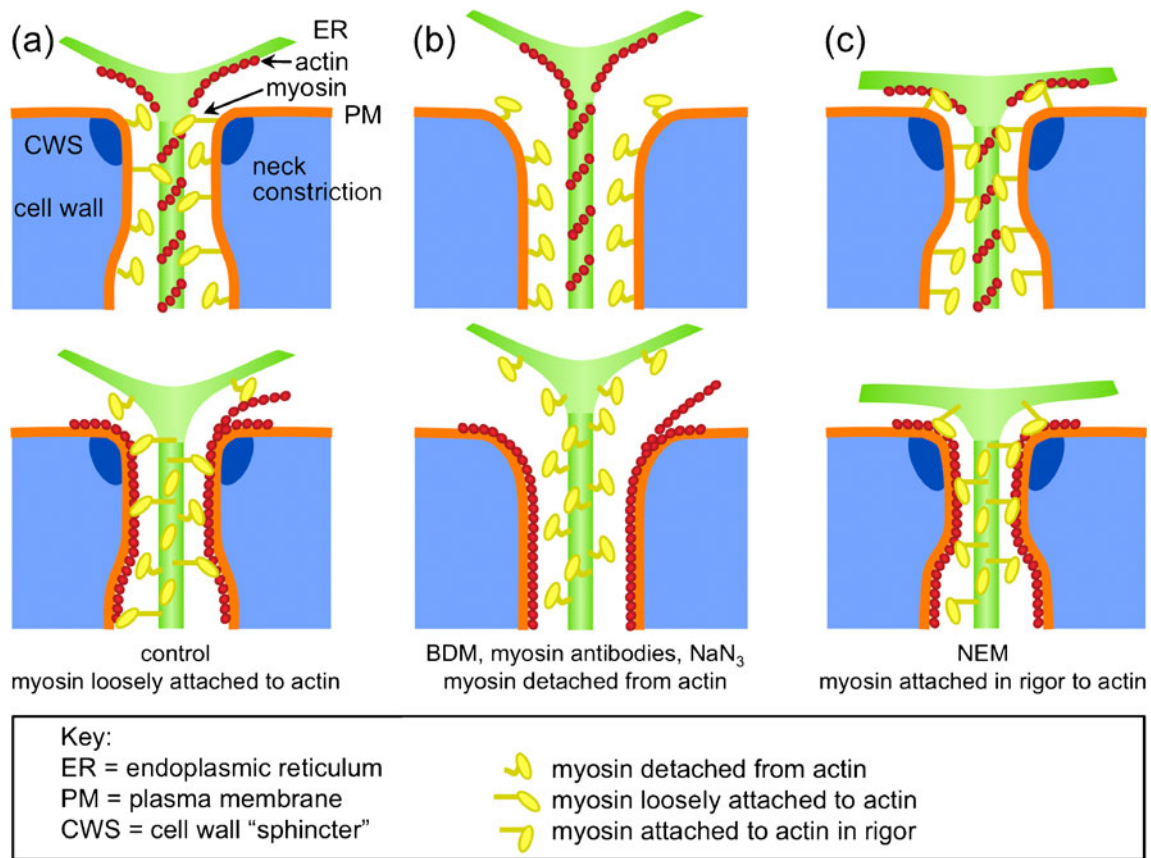 (a)
ER
actin
myosin
PM
CWS
neck
constriction
cell wall
(b)
(c)
control
myosin loosely attached to actin
BDM, myosin antibodies, NaN₃
myosin detached from actin
NEM
myosin attached in rigor to actin
Key:
ER = endoplasmic reticulum
PM = plasma membrane
CWS = cell wall “sphincter”
myosin detached from actin
myosin loosely attached to actin
myosin attached to actin in rigor